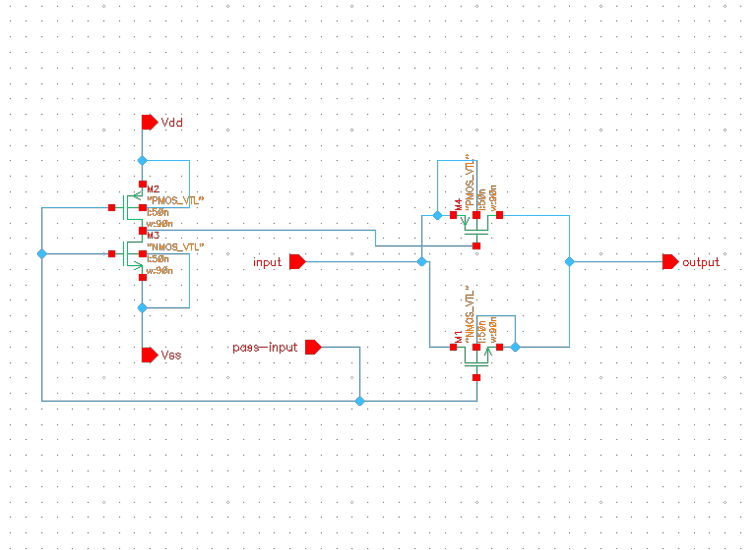 Vdd
M2
"PMOS_VTL"
l:50n
w:90n
M3
"NMOS_VTL"
l:50n
w:90n
Vss
input
pass-input
M4
"PMOS_VTL"
l:50n
w:90n
M1
"NMOS_VTL"
l:50n
w:90n
output